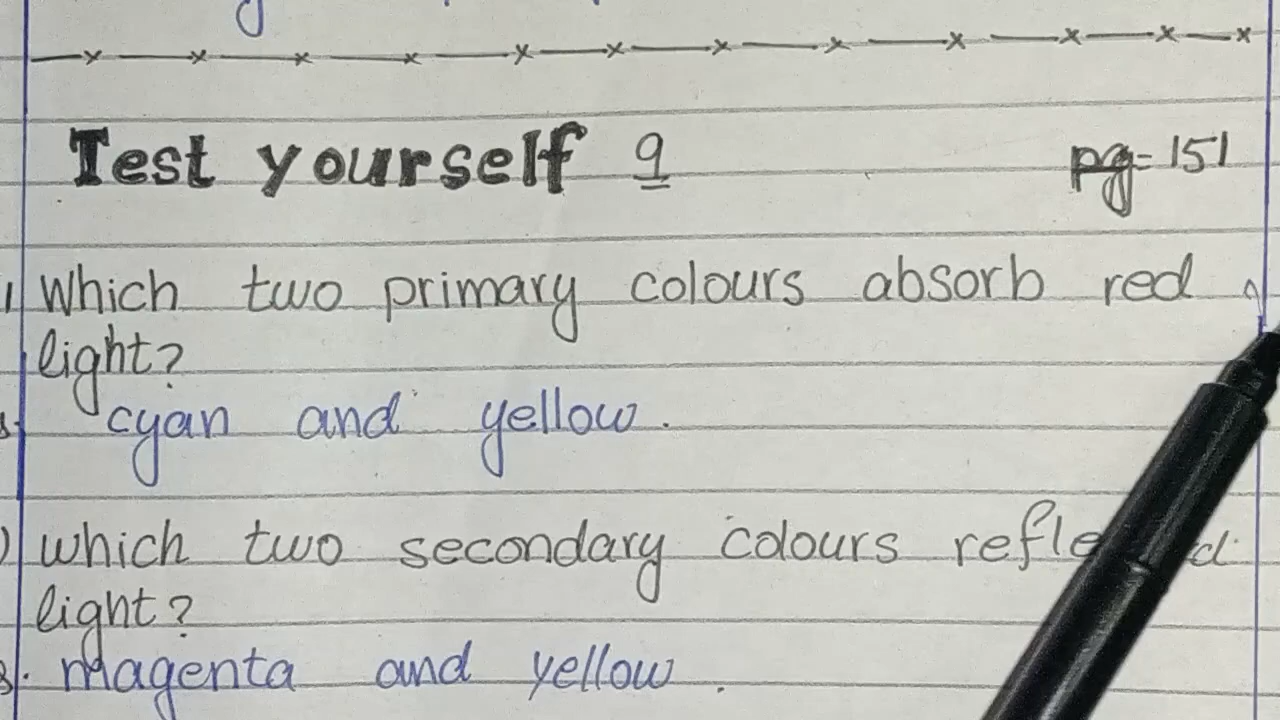 Test yourself 9 pg=151
1 Which two primary colours absorb red
light?
cyan and yellow.
) which two secondary colours
light?
magenta and yellow.